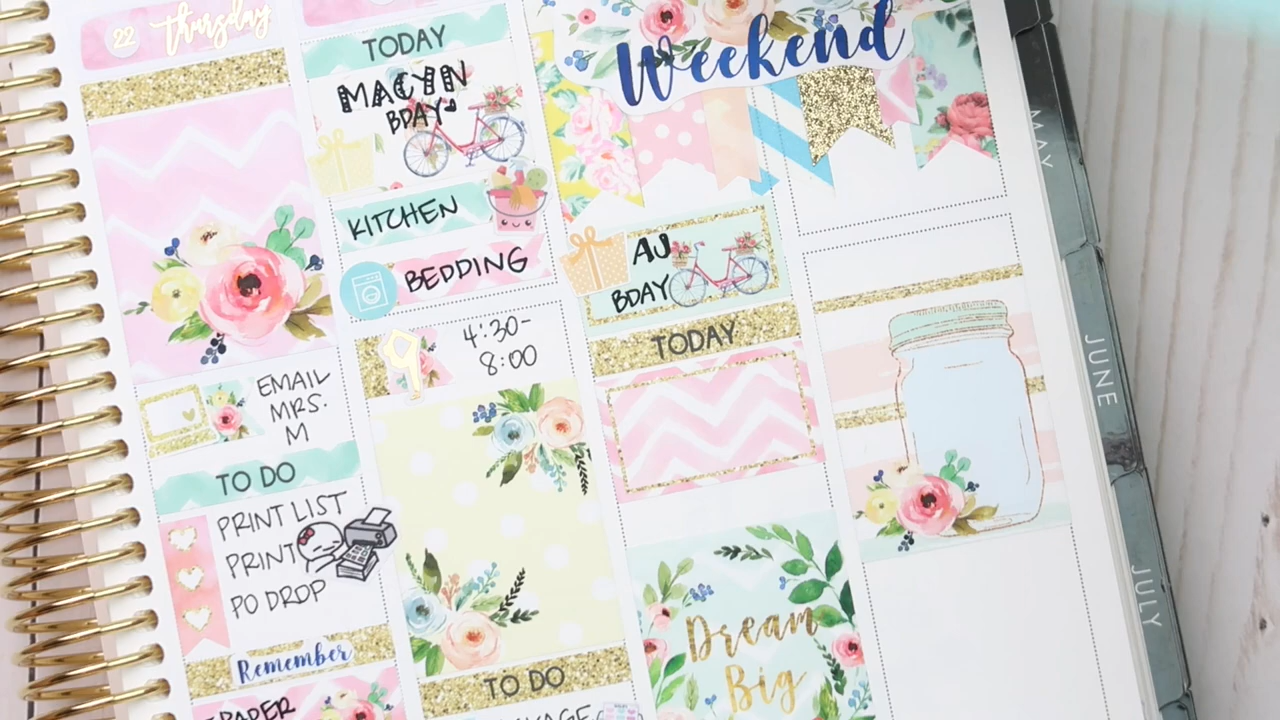 22 Thursday
EMAIL
MRS.
M
TO DO
PRINT LIST
PRINT
PO DROP
Remember
PAPER
TODAY
MACYN
BDAY
KITCHEN
BEDDING
4:30-
8:00
TO DO
Weekend
AJ
BDAY
TODAY
Dream
Big
MAY
JUNE
JULY